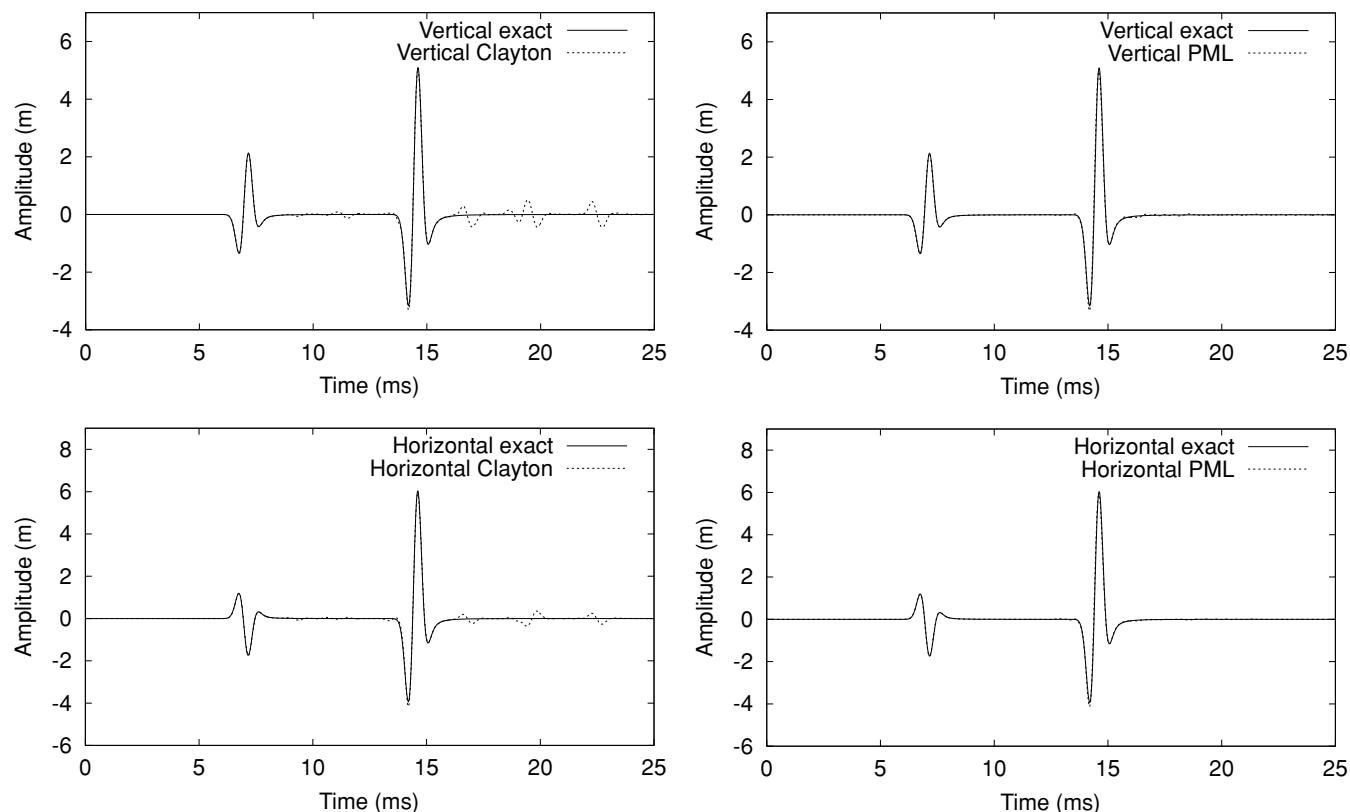 Vertical exact
Vertical Clayton
6
4
2
0
-2
-4
Amplitude (m)
0 5 10 15 20 25
Time (ms)
Vertical exact
Vertical PML
6
4
2
0
-2
-4
Amplitude (m)
0 5 10 15 20 25
Time (ms)
Horizontal exact
Horizontal Clayton
8
6
4
2
0
-2
-4
-6
Amplitude (m)
0 5 10 15 20 25
Time (ms)
Horizontal exact
Horizontal PML
8
6
4
2
0
-2
-4
-6
Amplitude (m)
0 5 10 15 20 25
Time (ms)